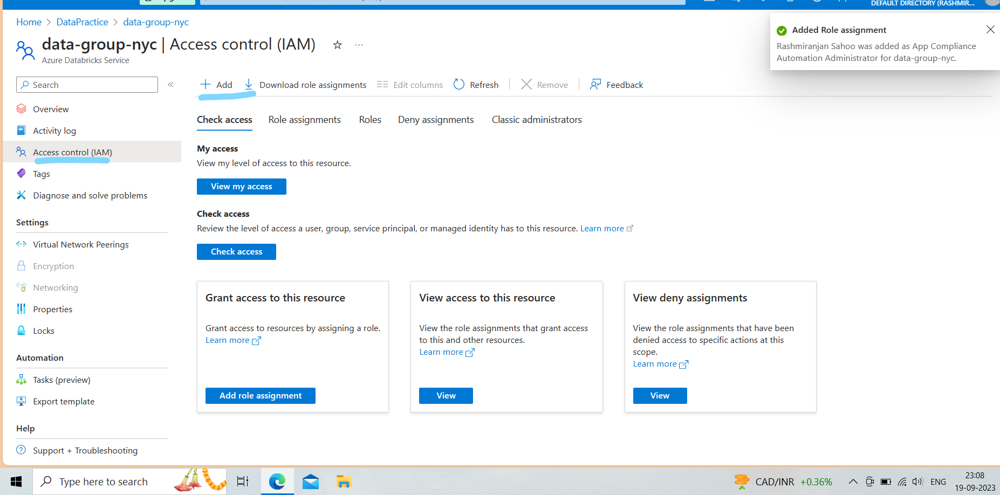 DEFAULT DIRECTORY (RASHMIR...
Home > DataPractice > data-group-nyc
data-group-nyc | Access control (IAM) ☆ ...
Azure Databricks Service
Added Role assignment
Rashmiranjan Sahoo was added as App Compliance
Automation Administrator for data-group-nyc.
Search «
Add Download role assignments Edit columns Refresh Remove Feedback
Overview
Activity log
Access control (IAM)
Tags
Diagnose and solve problems
Settings
Virtual Network Peerings
Encryption
Networking
Properties
Locks
Automation
Tasks (preview)
Export template
Help
Support + Troubleshooting
Check access Role assignments Roles Deny assignments Classic administrators
My access
View my level of access to this resource.
View my access
Check access
Review the level of access a user, group, service principal, or managed identity has to this resource. Learn more
Check access
Grant access to this resource
Grant access to resources by assigning a role.
Learn more
Add role assignment
View access to this resource
View the role assignments that grant access
to this and other resources.
Learn more
View
View deny assignments
View the role assignments that have been
denied access to specific actions at this
scope.
Learn more
View
Type here to search
CAD/INR +0.36%
ENG
23:08
19-09-2023